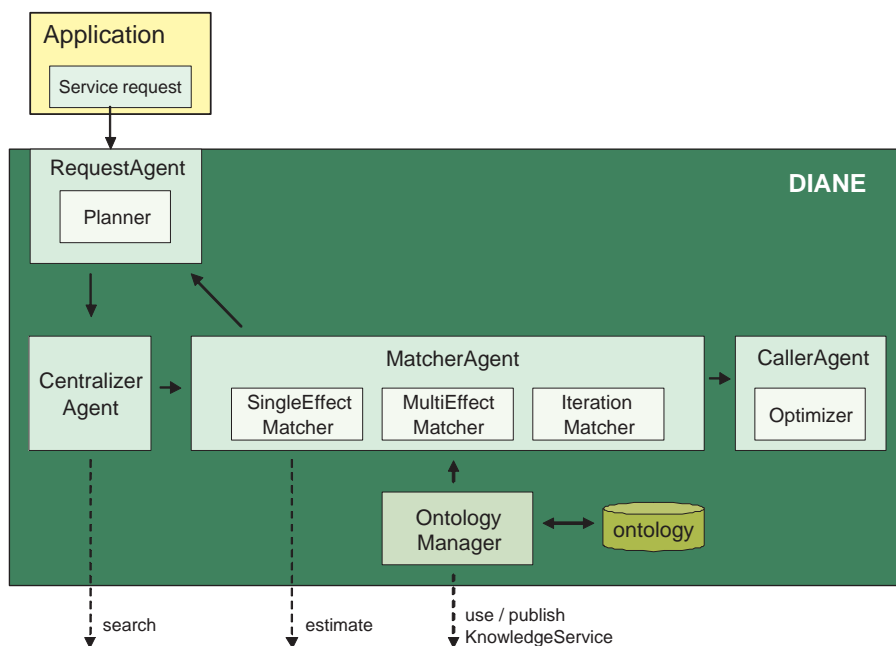 Application
Service request
RequestAgent
DIANE
Planner
Centralizer
Agent
MatcherAgent
SingleEffect
Matcher
MultiEffect
Matcher
Iteration
Matcher
CallerAgent
Optimizer
Ontology
Manager
ontology
search
estimate
use / publish
KnowledgeService